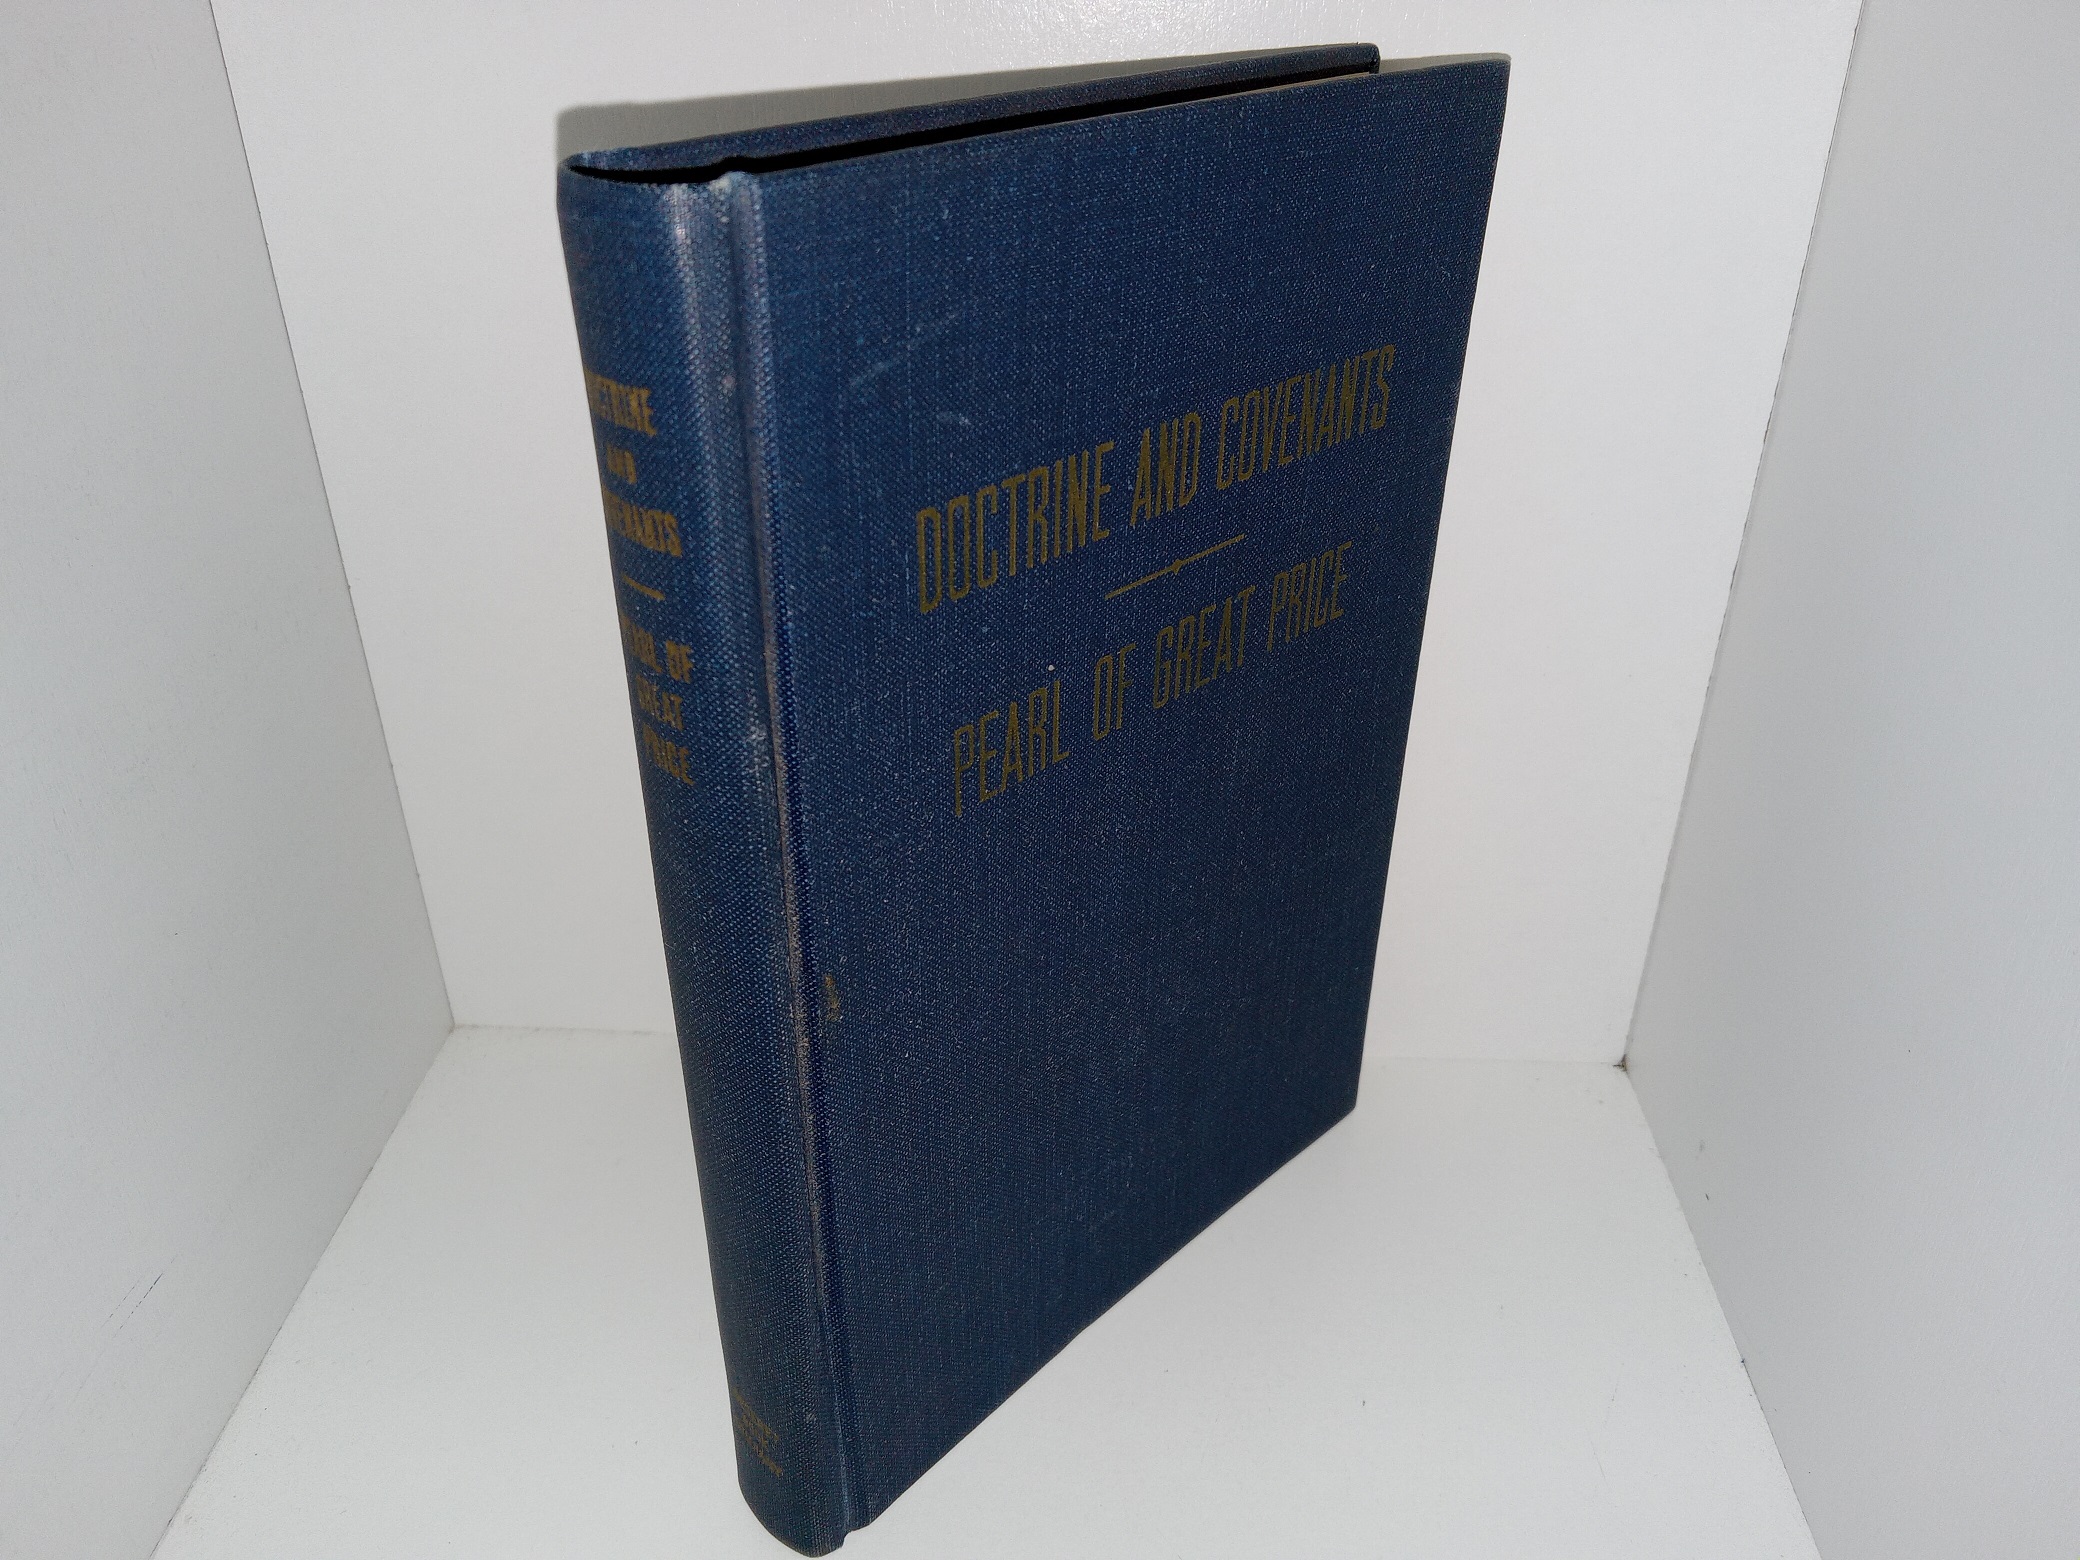 DOCTRINE
AND
COVENANTS
PEARL OF
GREAT
PRICE
DOCTRINE AND COVENANTS
PEARL OF GREAT PRICE